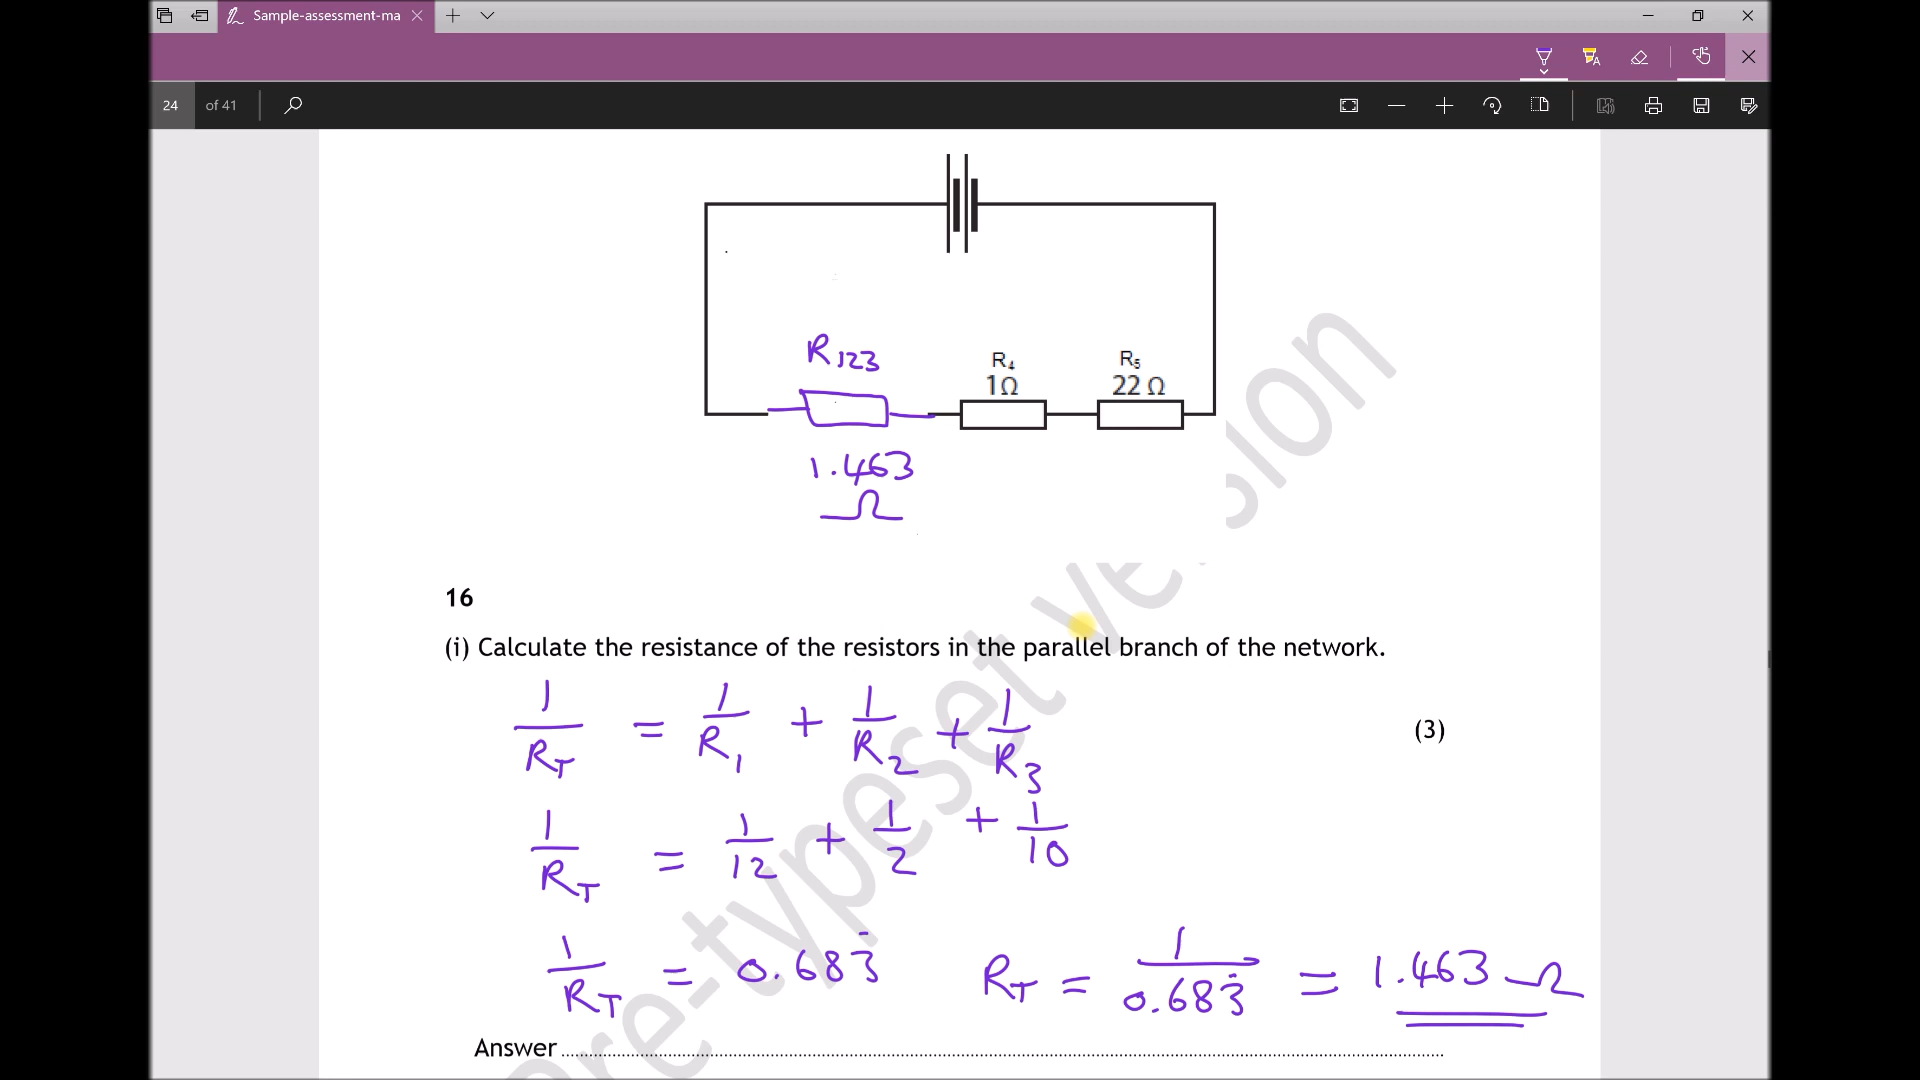 Sample-assessment-ma
24 of 41
R123
R4
1Ω
R5
22 Ω
1.463
Ω
16
(i) Calculate the resistance of the resistors in the parallel branch of the network.
1/RT = 1/R1 + 1/R2 + 1/R3
(3)
1/RT = 1/12 + 1/2 + 1/10
1/RT = 0.683̇ RT = 1/0.683̇ = 1.463 Ω
Answer
pre-typeset version